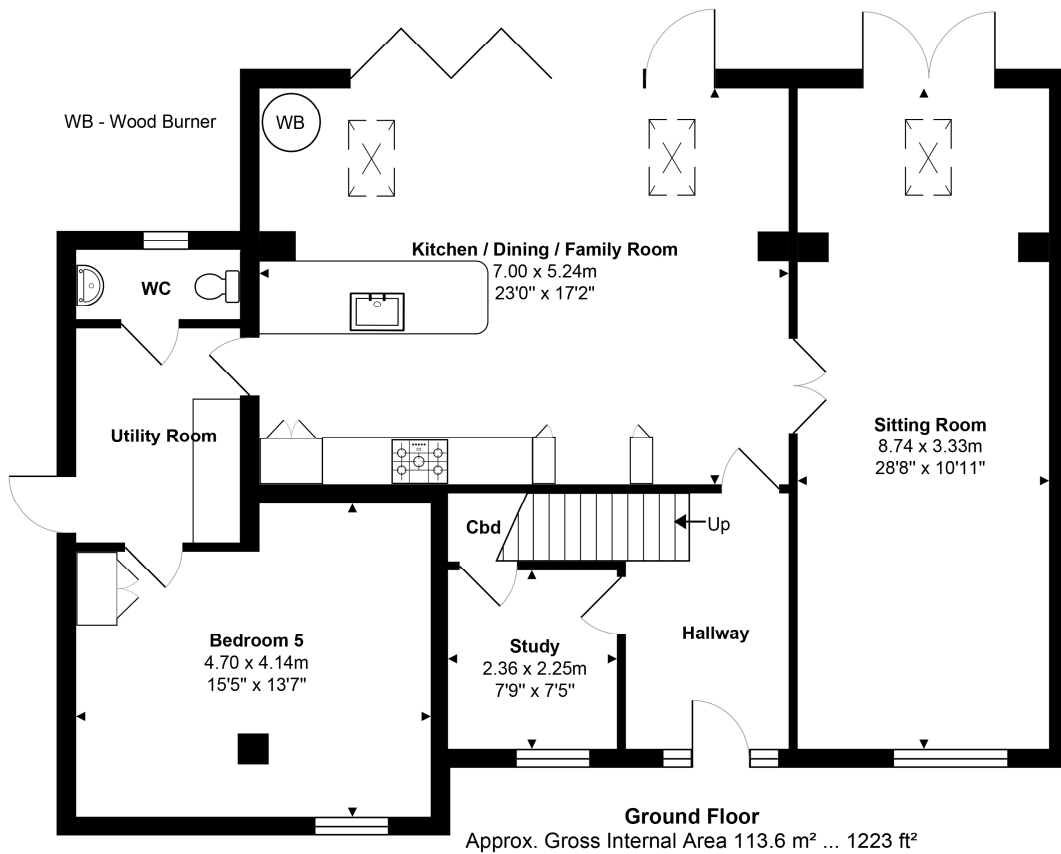 WB - Wood Burner
WB
Kitchen / Dining / Family Room
7.00 x 5.24m
23'0" x 17'2"
WC
Utility Room
Sitting Room
8.74 x 3.33m
28'8" x 10'11"
Cbd
Up
Bedroom 5
4.70 x 4.14m
15'5" x 13'7"
Study
2.36 x 2.25m
7'9" x 7'5"
Hallway
Ground Floor
Approx. Gross Internal Area 113.6 m² ... 1223 ft²